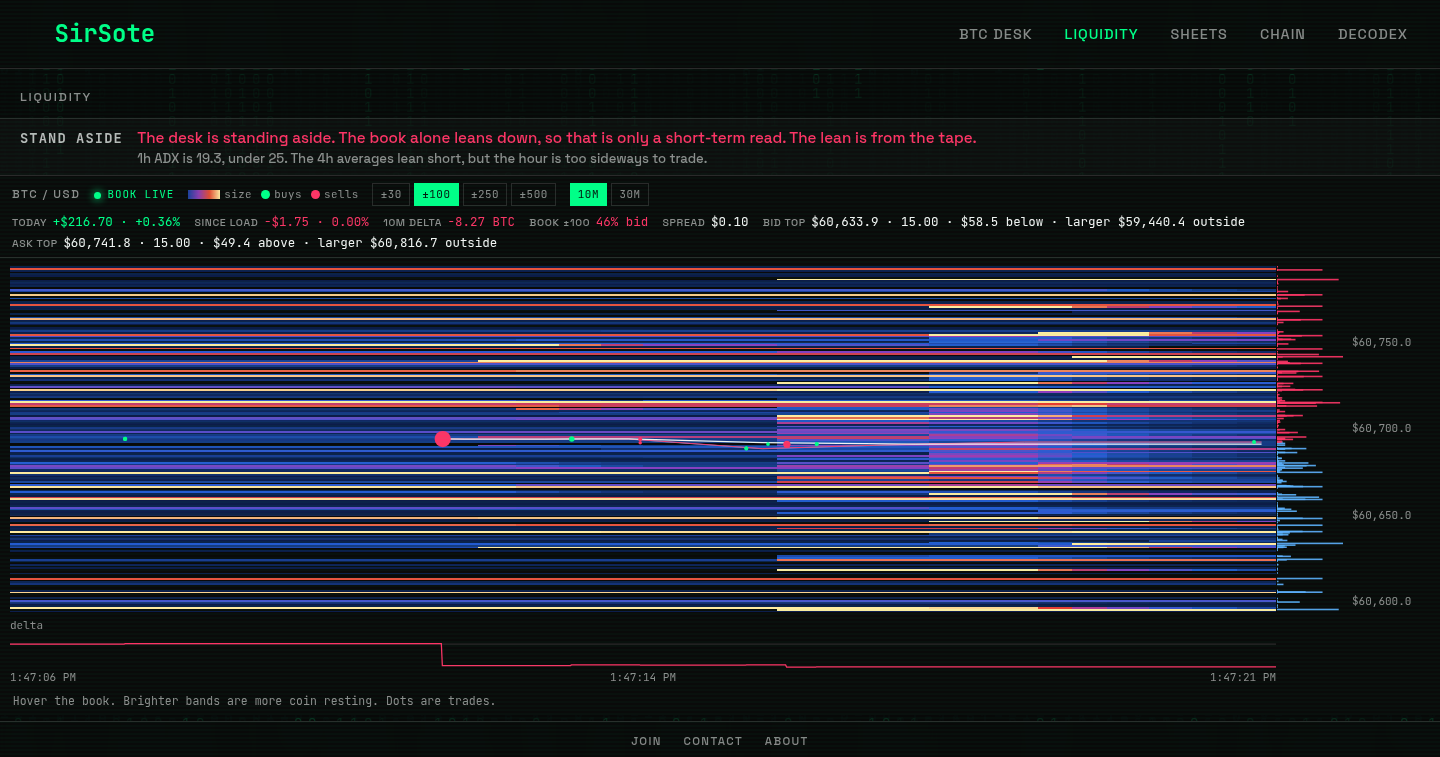 SirSote
BTC DESK LIQUIDITY SHEETS CHAIN DECODEX
LIQUIDITY
STAND ASIDE The desk is standing aside. The book alone leans down, so that is only a short-term read. The lean is from the tape.
1h ADX is 19.3, under 25. The 4h averages lean short, but the hour is too sideways to trade.
BTC / USD BOOK LIVE size buys sells ±30 ±100 ±250 ±500 10M 30M
TODAY +$216.70 · +0.36% SINCE LOAD -$1.75 · 0.00% 10M DELTA -8.27 BTC BOOK ±100 46% bid SPREAD $0.10 BID TOP $60,633.9 · 15.00 · $58.5 below · larger $59,440.4 outside
ASK TOP $60,741.8 · 15.00 · $49.4 above · larger $60,816.7 outside
$60,750.0
$60,700.0
$60,650.0
$60,600.0
delta
1:47:06 PM 1:47:14 PM 1:47:21 PM
Hover the book. Brighter bands are more coin resting. Dots are trades.
JOIN CONTACT ABOUT